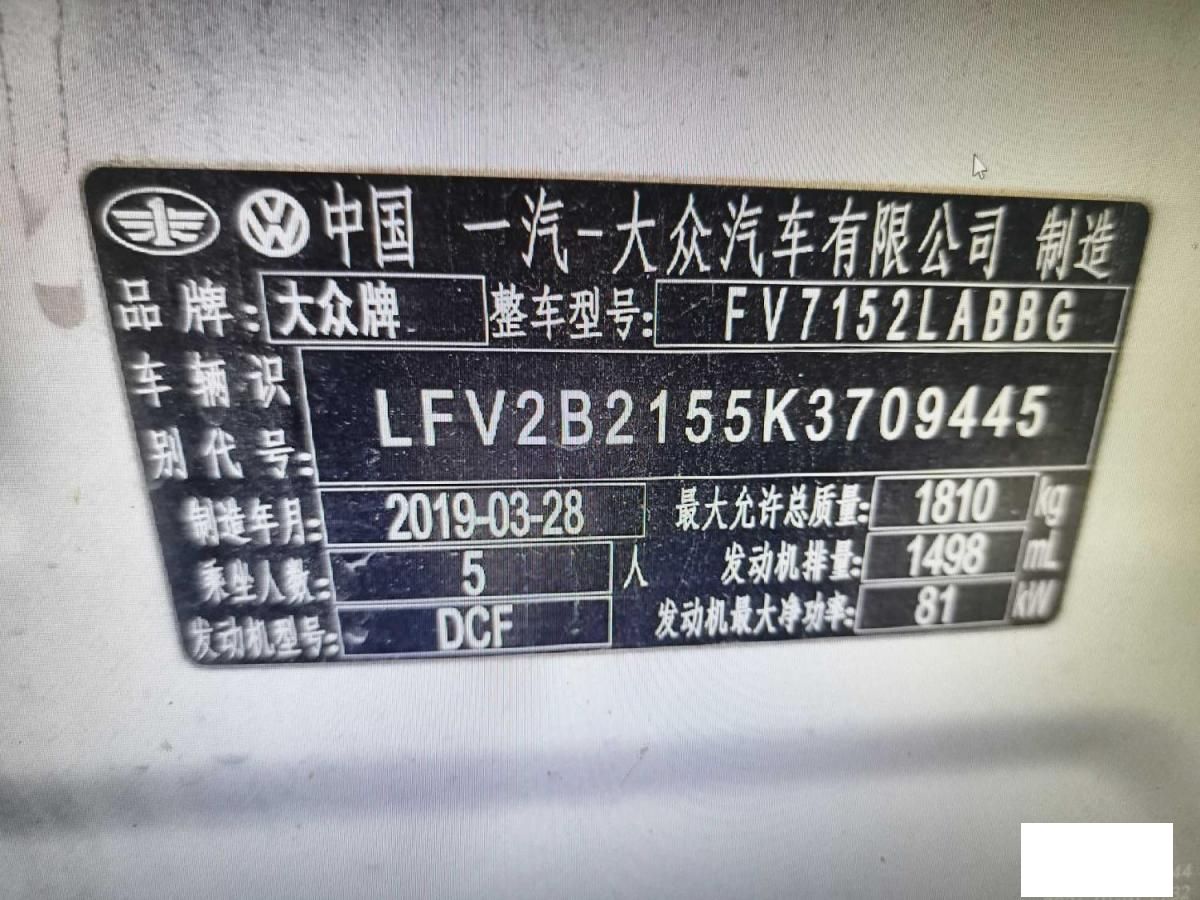 中国 一汽-大众汽车有限公司 制造
品牌: 大众牌 整车型号: FV7152LABBG
车辆识别代号: LFV2B2155K3709445
制造年月: 2019-03-28 最大允许总质量: 1810 kg
乘坐人数: 5 人 发动机排量: 1498 mL
发动机型号: DCF 发动机最大净功率: 81 kW
44
32